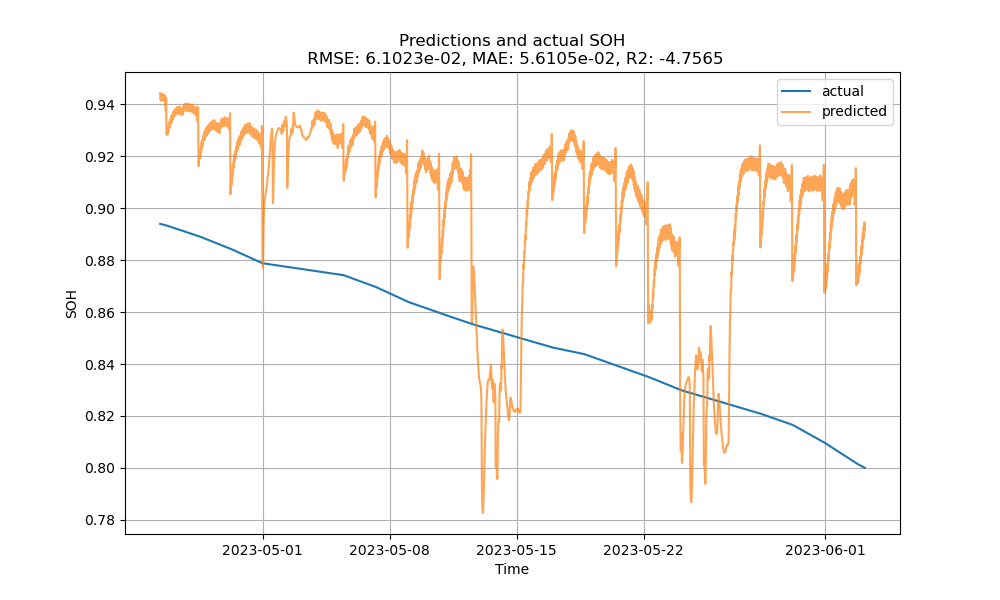 Predictions and actual SOH
RMSE: 6.1023e-02, MAE: 5.6105e-02, R2: -4.7565
actual
predicted
0.94
0.92
0.90
0.88
0.86
0.84
0.82
0.80
0.78
SOH
2023-05-01
2023-05-08
2023-05-15
2023-05-22
2023-06-01
Time